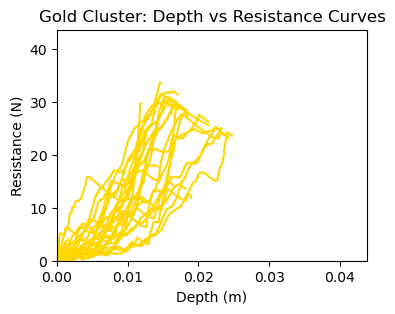 Gold Cluster: Depth vs Resistance Curves
Resistance (N)
40
30
20
10
0
0.00 0.01 0.02 0.03 0.04
Depth (m)